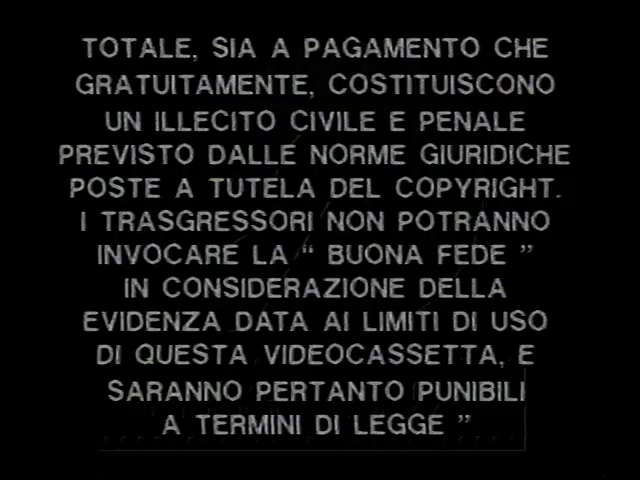 TOTALE, SIA A PAGAMENTO CHE
GRATUITAMENTE, COSTITUISCONO
UN ILLECITO CIVILE E PENALE
PREVISTO DALLE NORME GIURIDICHE
POSTE A TUTELA DEL COPYRIGHT.
I TRASGRESSORI NON POTRANNO
INVOCARE LA “ BUONA FEDE ”
IN CONSIDERAZIONE DELLA
EVIDENZA DATA AI LIMITI DI USO
DI QUESTA VIDEOCASSETTA, E
SARANNO PERTANTO PUNIBILI
A TERMINI DI LEGGE ”